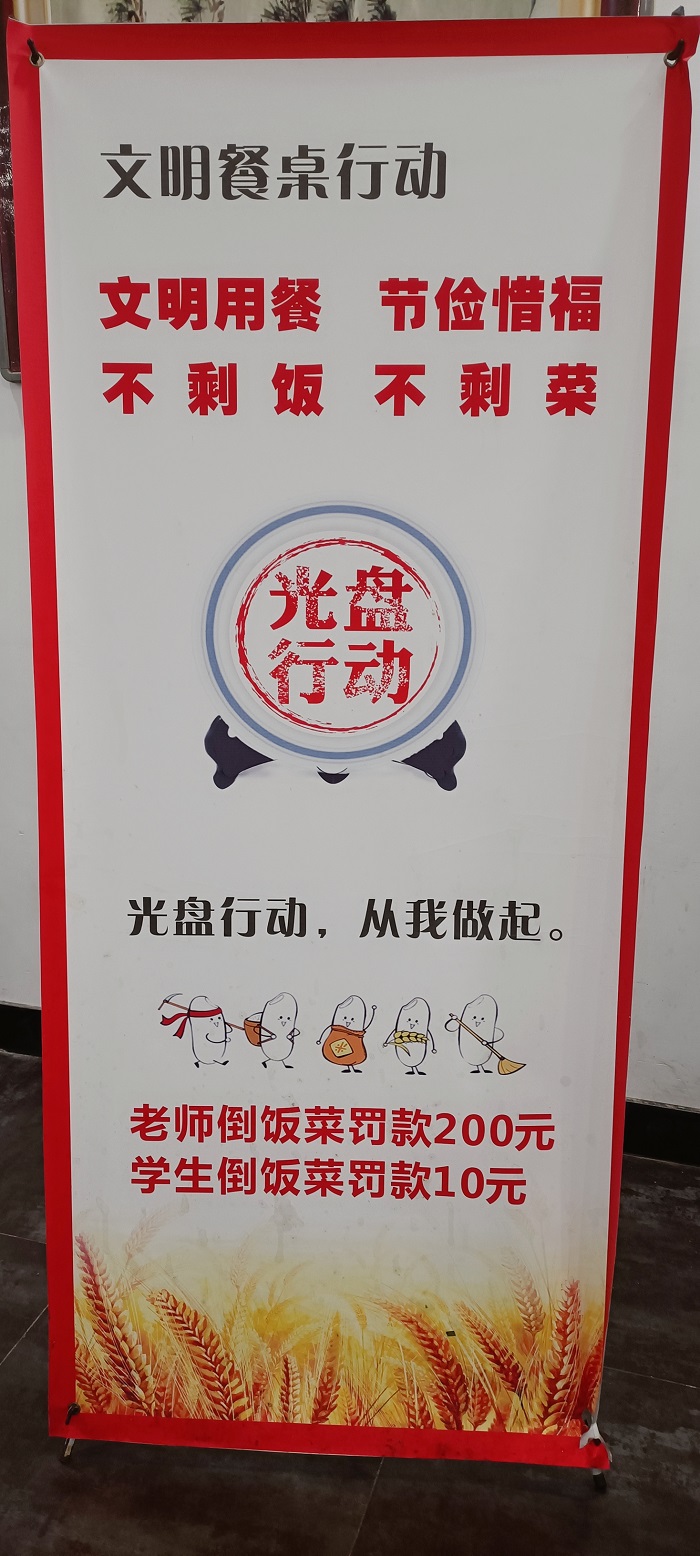 文明餐桌行动
文明用餐 节俭惜福
不剩饭 不剩菜
光盘
行动
光盘行动，从我做起。
老师倒饭菜罚款200元
学生倒饭菜罚款10元